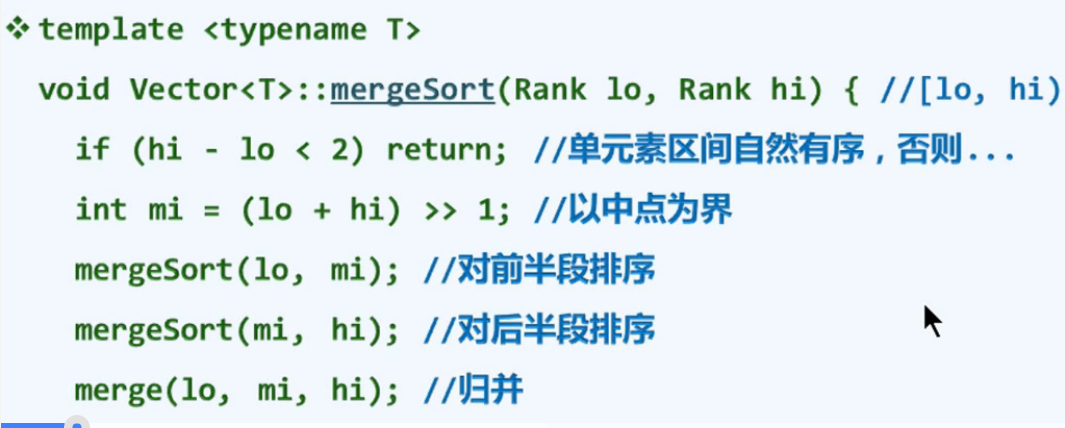 ❖ template <typename T>
void Vector<T>::mergeSort(Rank lo, Rank hi) { //[lo, hi)
if (hi - lo < 2) return; //单元素区间自然有序，否则...
int mi = (lo + hi) >> 1; //以中点为界
mergeSort(lo, mi); //对前半段排序
mergeSort(mi, hi); //对后半段排序
merge(lo, mi, hi); //归并